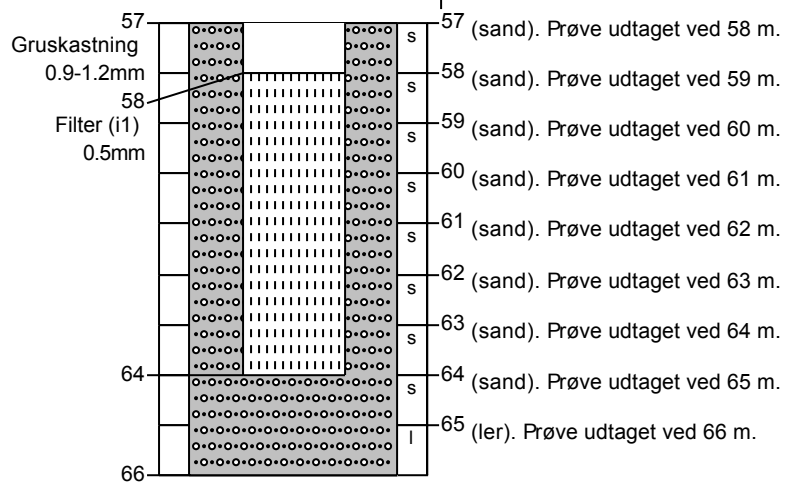 57
Gruskastning
0.9-1.2mm
58
Filter (i1)
0.5mm
64
66
s
s
s
s
s
s
s
s
l
57 (sand). Prøve udtaget ved 58 m.
58 (sand). Prøve udtaget ved 59 m.
59 (sand). Prøve udtaget ved 60 m.
60 (sand). Prøve udtaget ved 61 m.
61 (sand). Prøve udtaget ved 62 m.
62 (sand). Prøve udtaget ved 63 m.
63 (sand). Prøve udtaget ved 64 m.
64 (sand). Prøve udtaget ved 65 m.
65 (ler). Prøve udtaget ved 66 m.